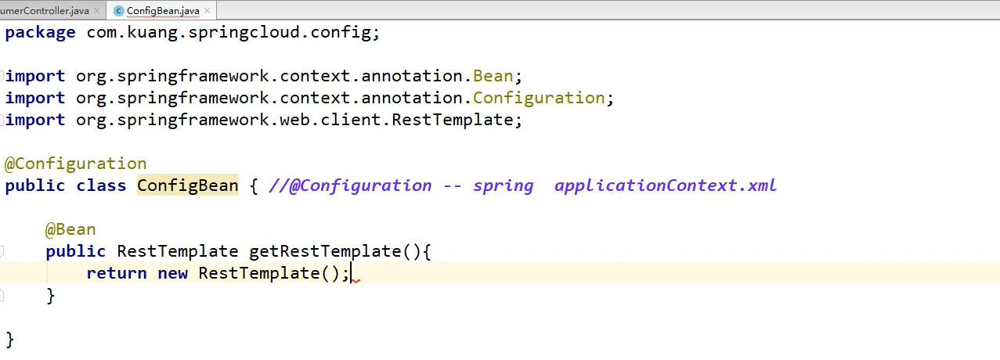 umerController.java
ConfigBean.java
package com.kuang.springcloud.config;
import org.springframework.context.annotation.Bean;
import org.springframework.context.annotation.Configuration;
import org.springframework.web.client.RestTemplate;
@Configuration
public class ConfigBean { //@Configuration -- spring  applicationContext.xml
@Bean
public RestTemplate getRestTemplate(){
return new RestTemplate();
}
}